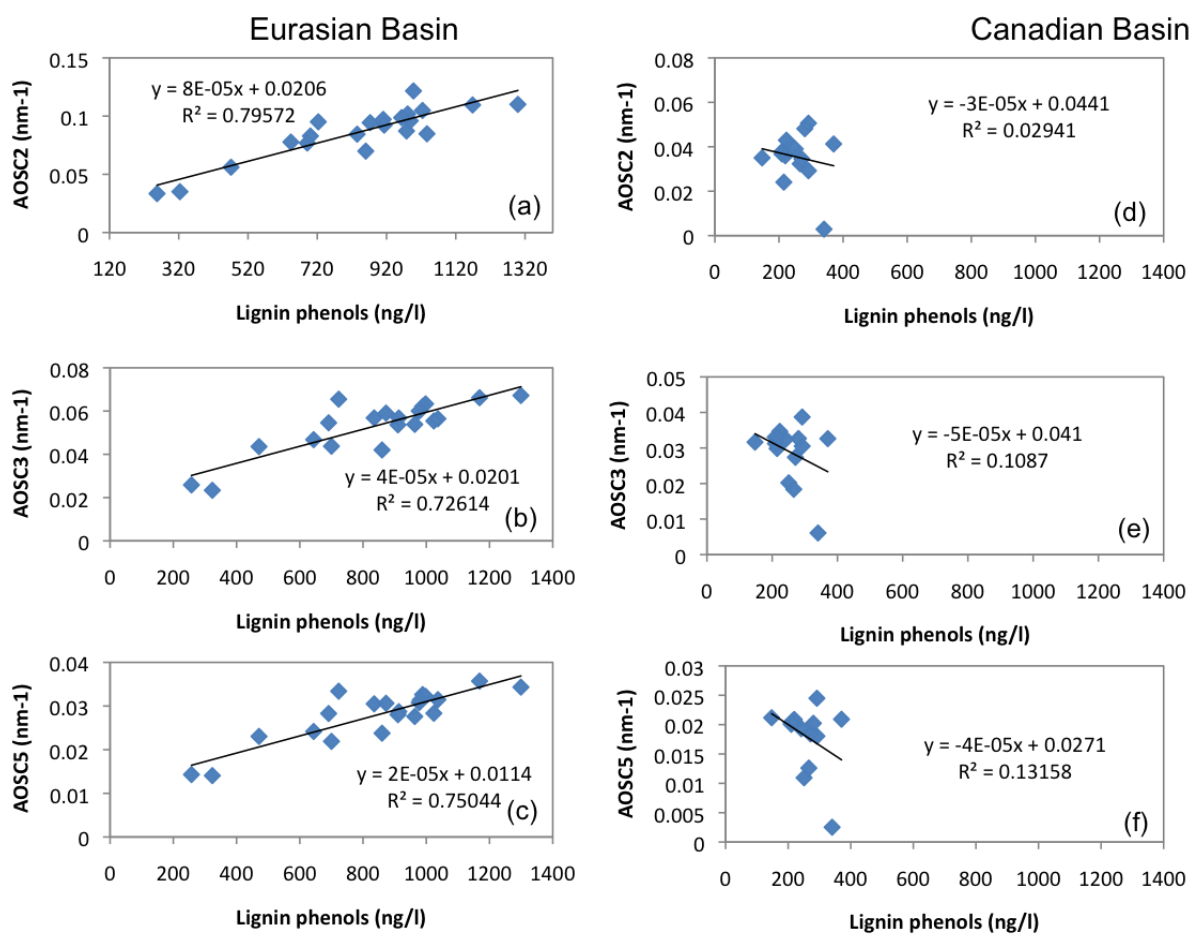 Eurasian Basin
Canadian Basin
AOSC2 (nm-1)
0.15
0.1
0.05
0
y = 8E-05x + 0.0206
R² = 0.79572
(a)
120 320 520 720 920 1120 1320
Lignin phenols (ng/l)
AOSC2 (nm-1)
0.08
0.06
0.04
0.02
0
y = -3E-05x + 0.0441
R² = 0.02941
(d)
0 200 400 600 800 1000 1200 1400
Lignin phenols (ng/l)
AOSC3 (nm-1)
0.08
0.06
0.04
0.02
0
y = 4E-05x + 0.0201
R² = 0.72614
(b)
0 200 400 600 800 1000 1200 1400
Lignin phenols (ng/l)
AOSC3 (nm-1)
0.05
0.04
0.03
0.02
0.01
0
y = -5E-05x + 0.041
R² = 0.1087
(e)
0 200 400 600 800 1000 1200 1400
Lignin phenols (ng/l)
AOSC5 (nm-1)
0.04
0.03
0.02
0.01
0
y = 2E-05x + 0.0114
R² = 0.75044
(c)
0 200 400 600 800 1000 1200 1400
Lignin phenols (ng/l)
AOSC5 (nm-1)
0.03
0.025
0.02
0.015
0.01
0.005
0
y = -4E-05x + 0.0271
R² = 0.13158
(f)
0 200 400 600 800 1000 1200 1400
Lignin phenols (ng/l)